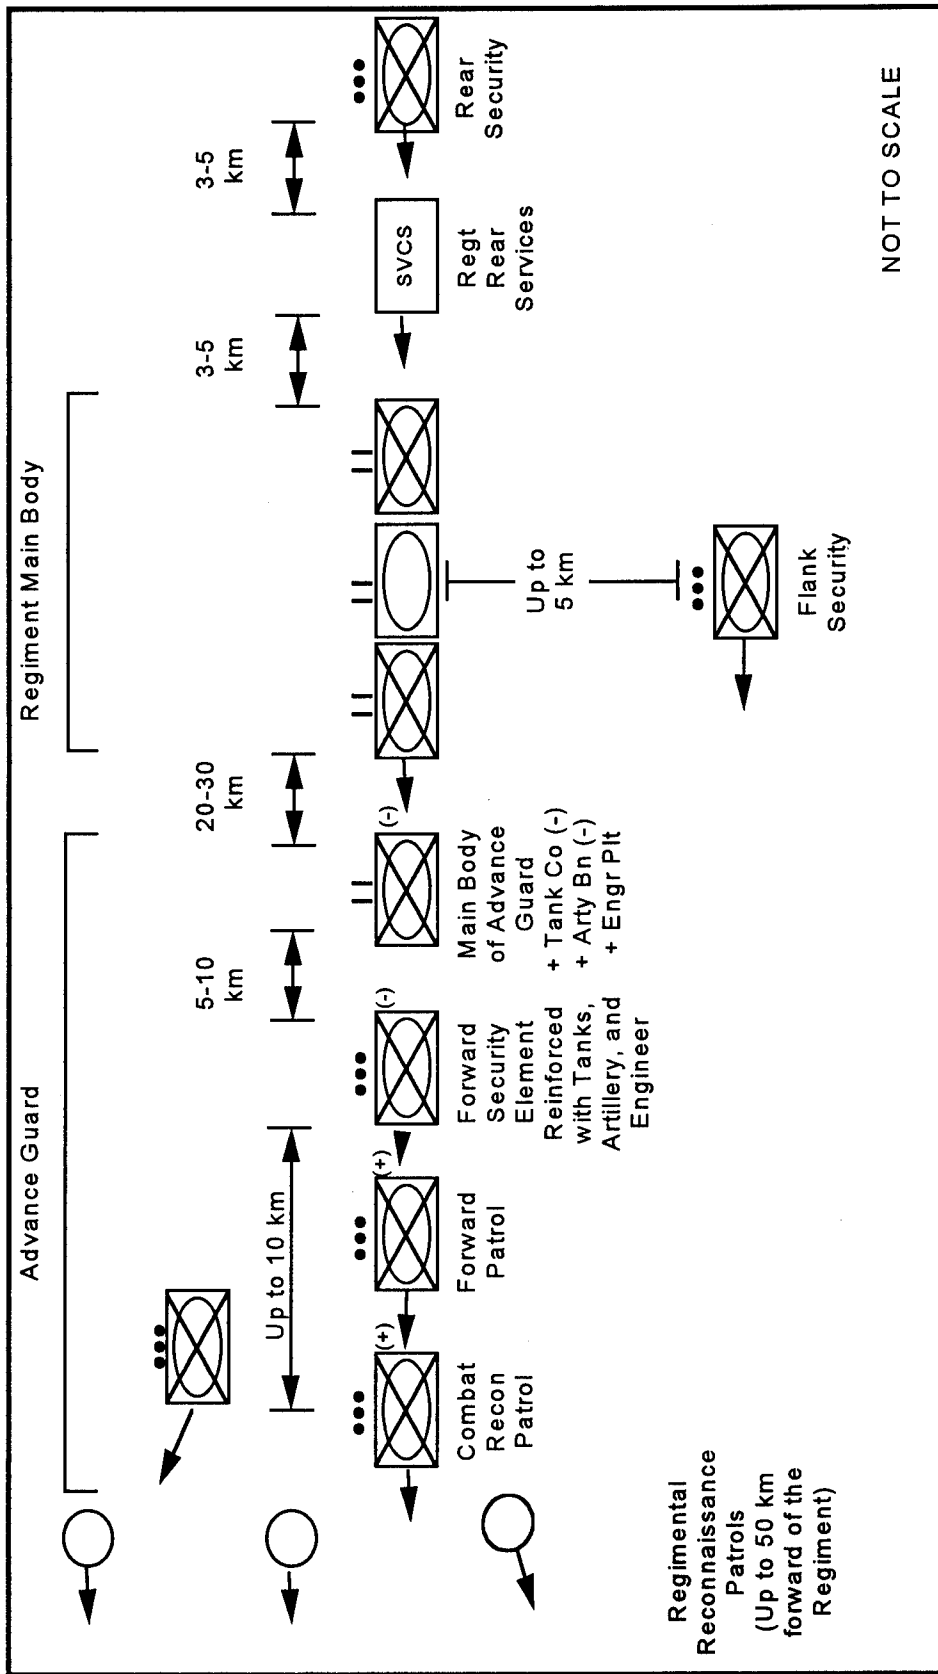 Advance Guard
Regiment Main Body
Up to 10 km
5-10
km
20-30
km
3-5
km
3-5
km
(+)
(+)
(-)
(-)
SVCS
Combat
Recon
Patrol
Forward
Patrol
Forward
Security
Element
Reinforced
with Tanks,
Artillery, and
Engineer
Main Body
of Advance
Guard
+ Tank Co (-)
+ Arty Bn (-)
+ Engr Plt
Up to
5 km
Regt
Rear
Services
Rear
Security
Flank
Security
Regimental
Reconnaissance
Patrols
(Up to 50 km
forward of the
Regiment)
NOT TO SCALE